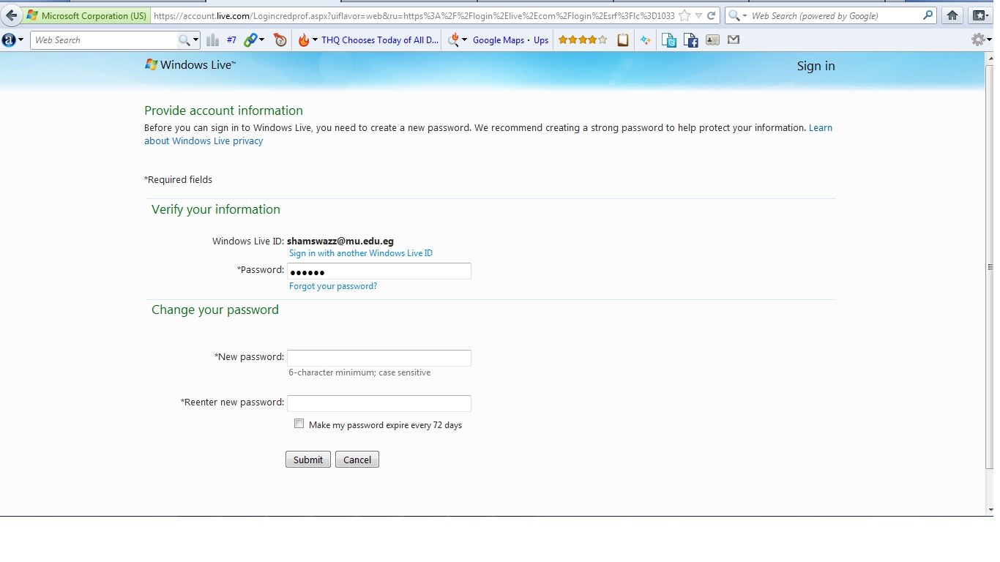 Microsoft Corporation (US) https://account.live.com/Logincredprof.aspx?uiflavor=web&ru=https%3A%2F%2Flogin%2Elive%2Ecom%2Flogin%2Esrf%3Flc%3D1033 Web Search (powered by Google)
Web Search #7 THQ Chooses Today of All D... Google Maps · Ups
Windows Live™ Sign in
Provide account information
Before you can sign in to Windows Live, you need to create a new password. We recommend creating a strong password to help protect your information. Learn
about Windows Live privacy
*Required fields
Verify your information
Windows Live ID: shamswazz@mu.edu.eg
Sign in with another Windows Live ID
*Password: ●●●●●●
Forgot your password?
Change your password
*New password:
6-character minimum; case sensitive
*Reenter new password:
Make my password expire every 72 days
Submit Cancel